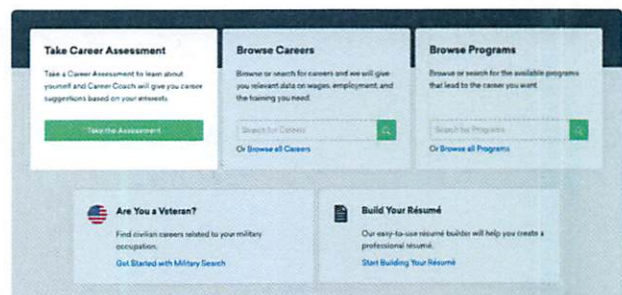 Take Career Assessment
Take a Career Assessment to learn about
yourself and Career Coach will give you career
suggestions based on your interests.
Take the Assessment
Browse Careers
Browse or search for careers and we will give
you relevant data on wages, employment, and
the training you need.
Search for Careers
Or Browse all Careers
Browse Programs
Browse or search for the available programs
that lead to the career you want.
Search for Programs
Or Browse all Programs
Are You a Veteran?
Find civilian careers related to your military
occupation.
Get Started with Military Search
Build Your Résumé
Our easy-to-use résumé builder will help you create a
professional résumé.
Start Building Your Résumé